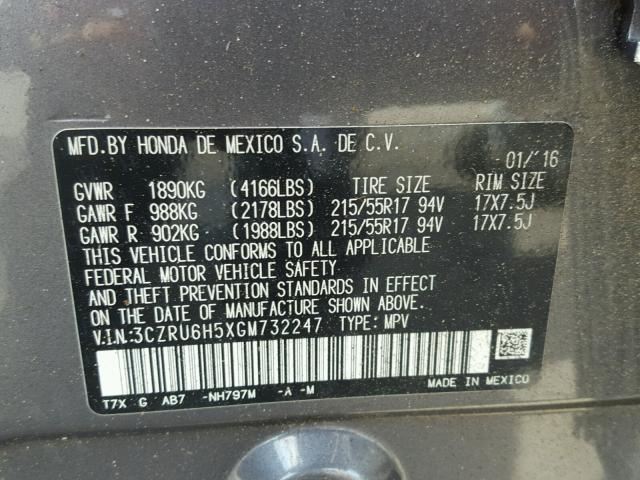 MFD.BY HONDA DE MEXICO S.A. DE C.V.
01/'16
GVWR 1890KG (4166LBS) TIRE SIZE RIM SIZE
GAWR F 988KG (2178LBS) 215/55R17 94V 17X7.5J
GAWR R 902KG (1988LBS) 215/55R17 94V 17X7.5J
THIS VEHICLE CONFORMS TO ALL APPLICABLE
FEDERAL MOTOR VEHICLE SAFETY
AND THEFT PREVENTION STANDARDS IN EFFECT
ON THE DATE OF MANUFACTURE SHOWN ABOVE.
V.I.N:3CZRU6H5XGM732247 TYPE: MPV
MADE IN MEXICO
T7X G AB7 -NH797M -A -M